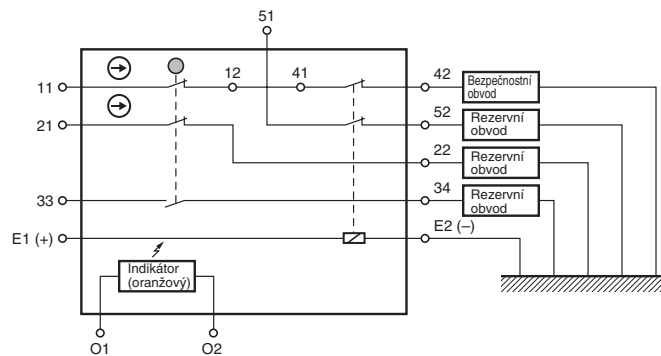 51
11
12
41
42
Bezpečnostní
obvod
21
52
Rezervní
obvod
22
Rezervní
obvod
33
34
Rezervní
obvod
E1 (+)
E2 (–)
Indikátor
(oranžový)
O1
O2